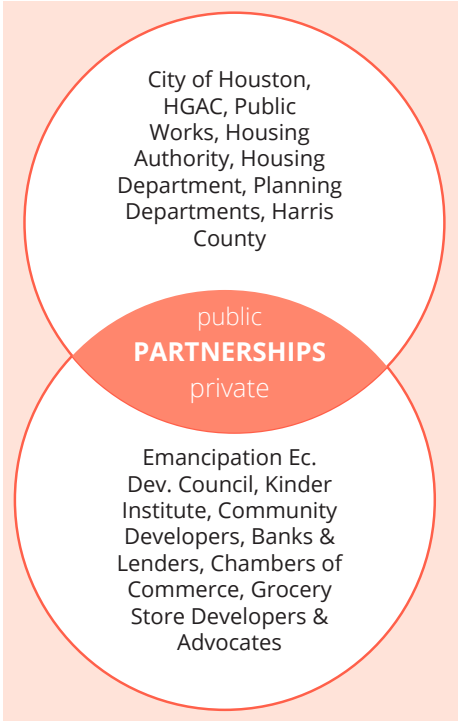 City of Houston,
HGAC, Public
Works, Housing
Authority, Housing
Department, Planning
Departments, Harris
County
public
PARTNERSHIPS
private
Emancipation Ec.
Dev. Council, Kinder
Institute, Community
Developers, Banks &
Lenders, Chambers of
Commerce, Grocery
Store Developers &
Advocates